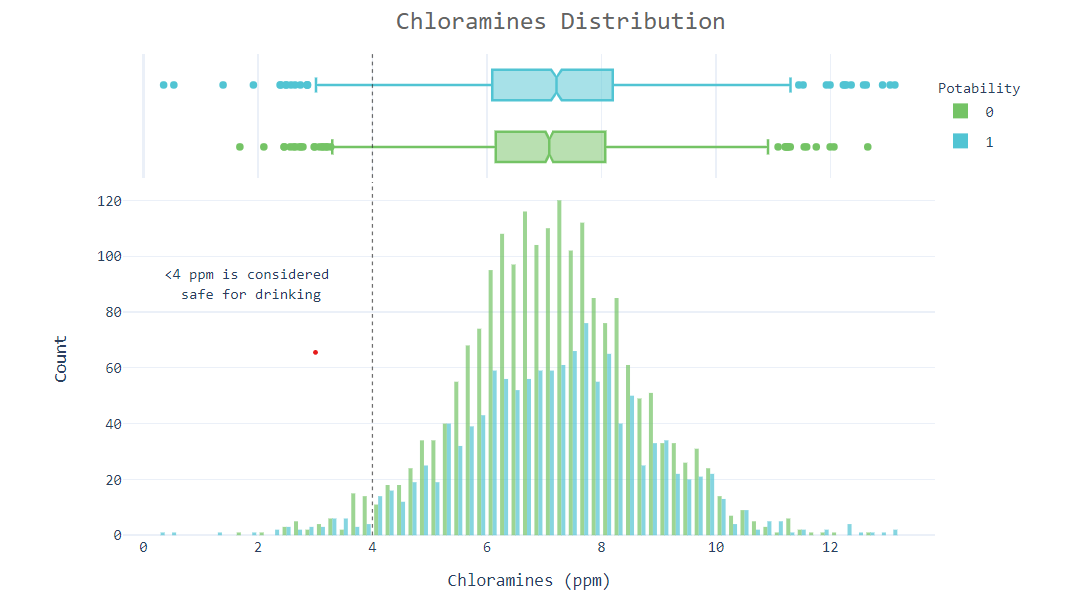 Chloramines Distribution
Potability
0
1
120
100
80
60
40
20
0
<4 ppm is considered
safe for drinking
Count
0 2 4 6 8 10 12
Chloramines (ppm)